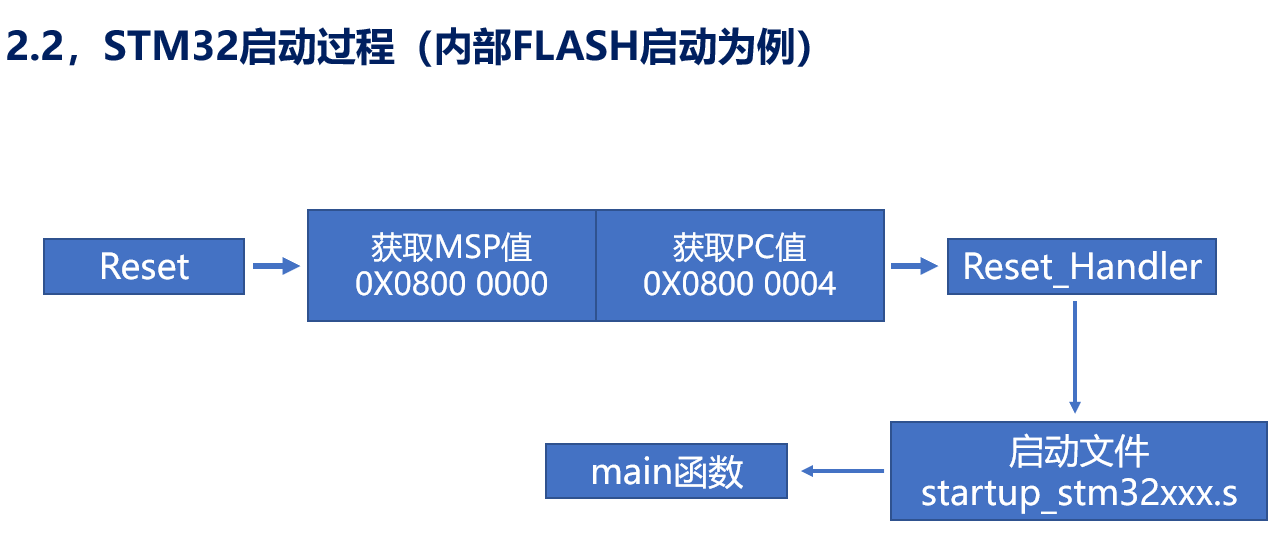 2.2，STM32启动过程（内部FLASH启动为例）
Reset
获取MSP值
0X0800 0000
获取PC值
0X0800 0004
Reset_Handler
启动文件
startup_stm32xxx.s
main函数